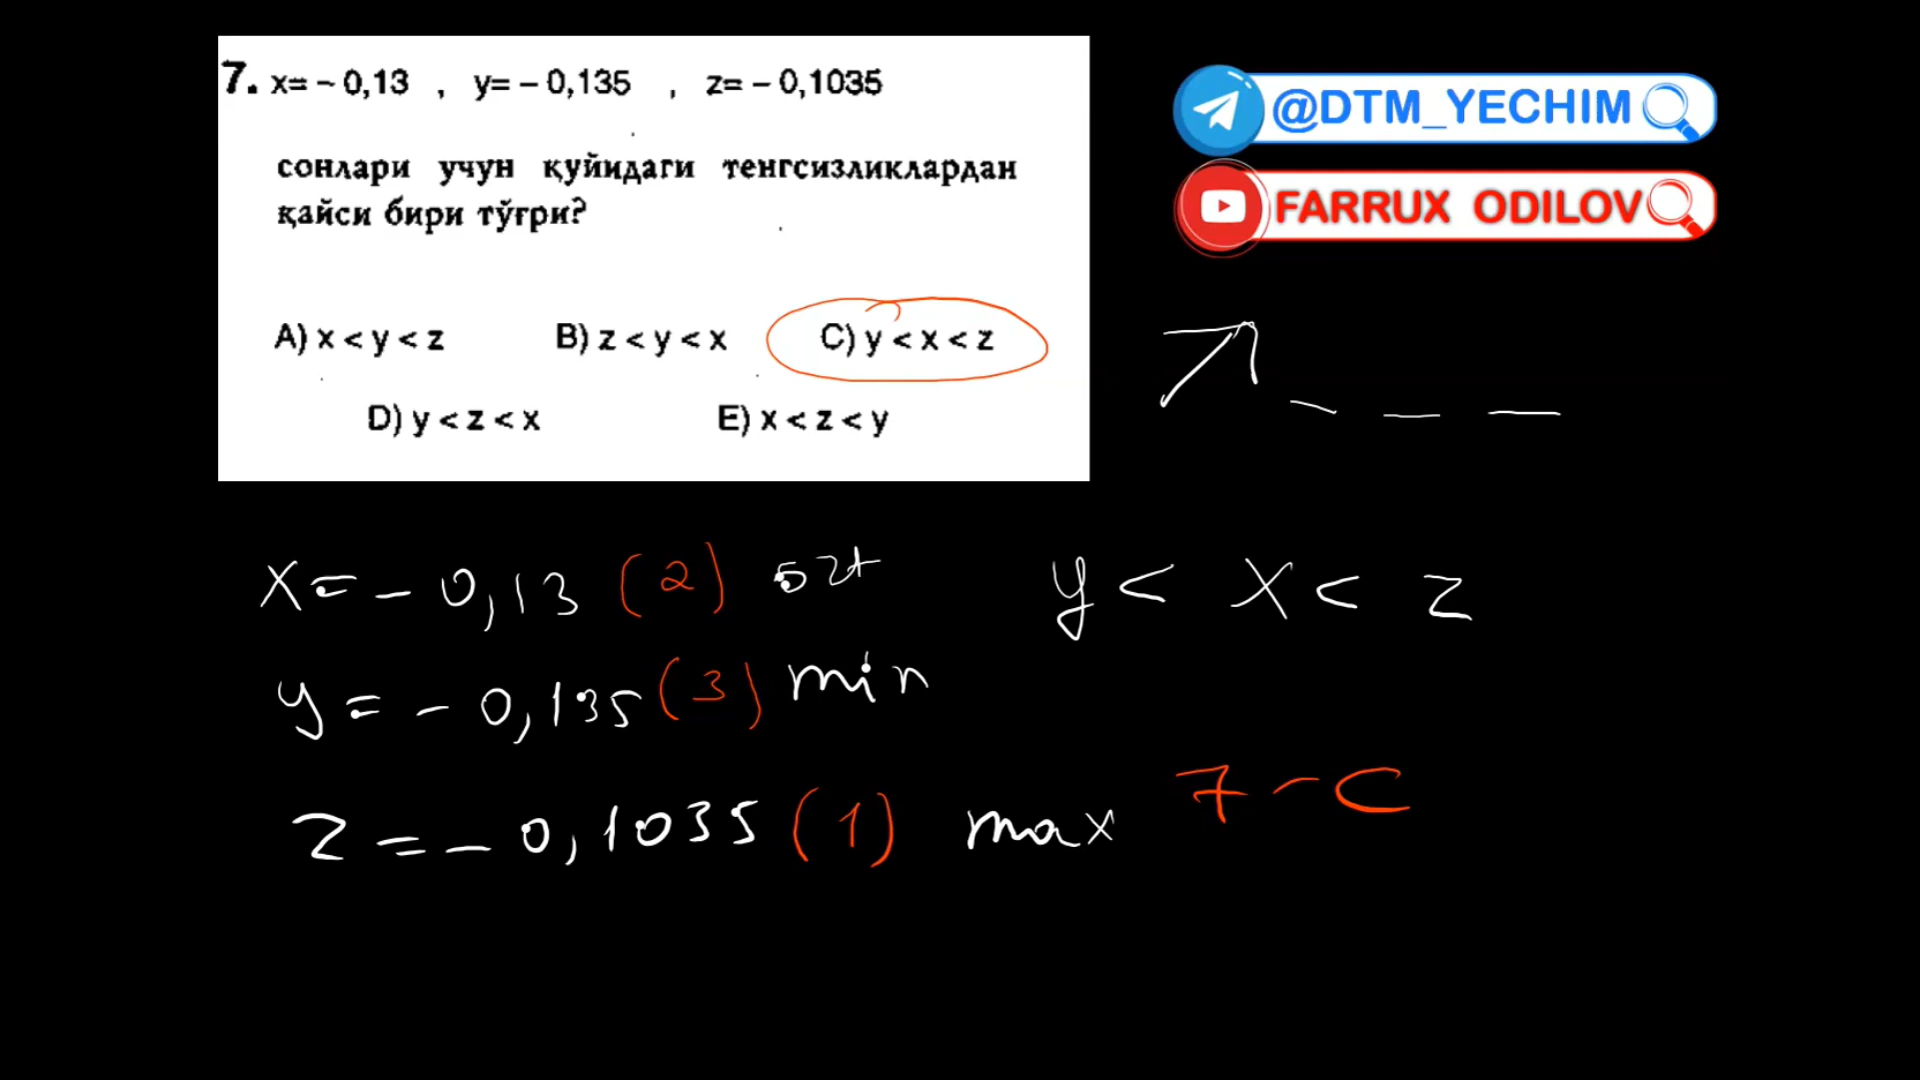 7. x= – 0,13 , y= – 0,135 , z= – 0,1035
сонлари учун қуйидаги тенгсизликлардан
қайси бири тўғри?
A) x < y < z B) z < y < x C) y < x < z
D) y < z < x E) x < z < y
@DTM_YECHIM
FARRUX ODILOV
x = - 0,13 (2)
y < x < z
y = - 0,135 (3) min
z = - 0,1035 (1) max
7 - C